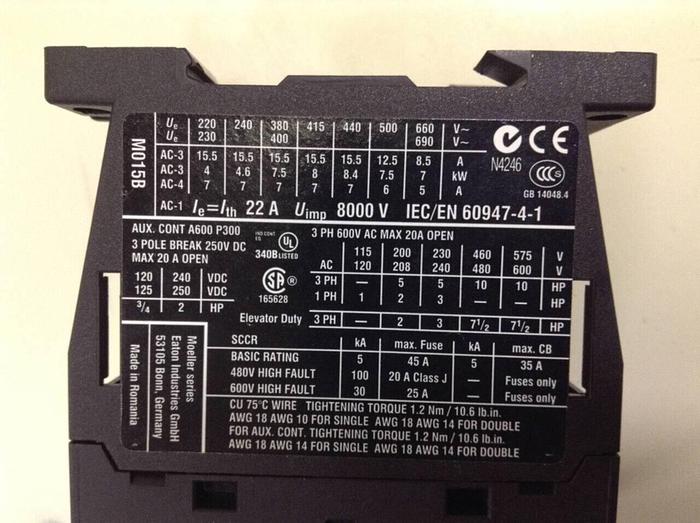 M015B
Ue 220 240 380 415 440 500 660 V~
Ue 230 400 690 V~
AC-3 15.5 15.5 15.5 15.5 15.5 12.5 8.5 A
AC-3 4 4.6 7.5 8 8.4 7.5 7 kW
AC-4 7 7 7 7 7 6 5 A
AC-1 Ie=Ith 22 A Uimp 8000 V IEC/EN 60947-4-1
C CE
N4246
CCC S
GB 14048.4
AUX. CONT A600 P300
3 POLE BREAK 250V DC
MAX 20 A OPEN
IND CONT
UL
340B LISTED
120 240 VDC
125 250 VDC
3/4 2 HP
SA ®
165628
3 PH 600V AC MAX 20A OPEN
115 200 230 460 575 V
AC 120 208 240 480 600 V
3 PH — 5 5 10 10 HP
1 PH 1 2 3 — — HP
Elevator Duty 3 PH — 2 3 7 1/2 7 1/2 HP
Moeller series
Eaton Industries GmbH
53105 Bonn, Germany
Made in Romania
SCCR kA max. Fuse kA max. CB
BASIC RATING 5 45 A 5 35 A
480V HIGH FAULT 100 20 A Class J — Fuses only
600V HIGH FAULT 30 25 A — Fuses only
CU 75°C WIRE TIGHTENING TORQUE 1.2 Nm / 10.6 lb.in.
AWG 18 AWG 10 FOR SINGLE AWG 18 AWG 14 FOR DOUBLE
FOR AUX. CONT. TIGHTENING TORQUE 1.2 Nm / 10.6 lb.in.
AWG 18 AWG 14 FOR SINGLE AWG 18 AWG 14 FOR DOUBLE